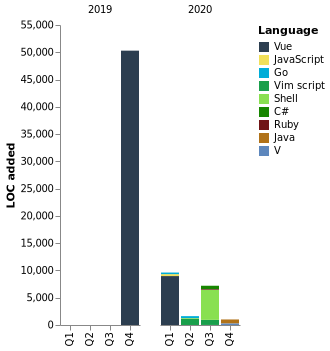 2019 2020
Language
Vue
JavaScript
Go
Vim script
Shell
C#
Ruby
Java
V
LOC added
55,000
50,000
45,000
40,000
35,000
30,000
25,000
20,000
15,000
10,000
5,000
0
Q1 Q2 Q3 Q4 Q1 Q2 Q3 Q4